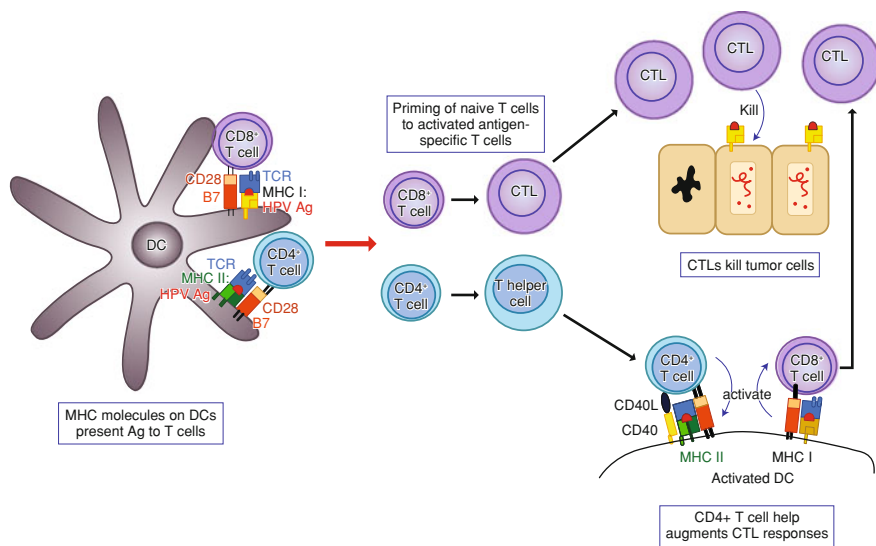 CD8+
T cell
CD28
TCR
MHC I:
B7
HPV Ag
DC
CD4+
T cell
TCR
MHC II:
HPV Ag
CD28
B7
MHC molecules on DCs
present Ag to T cells
Priming of naive T cells
to activated antigen-
specific T cells
CD8+
T cell
CTL
CD4+
T cell
T helper
cell
CTL
CTL
CTL
Kill
CTLs kill tumor cells
CD4+
T cell
CD8+
T cell
activate
CD40L
CD40
MHC II
MHC I
Activated DC
CD4+ T cell help
augments CTL responses